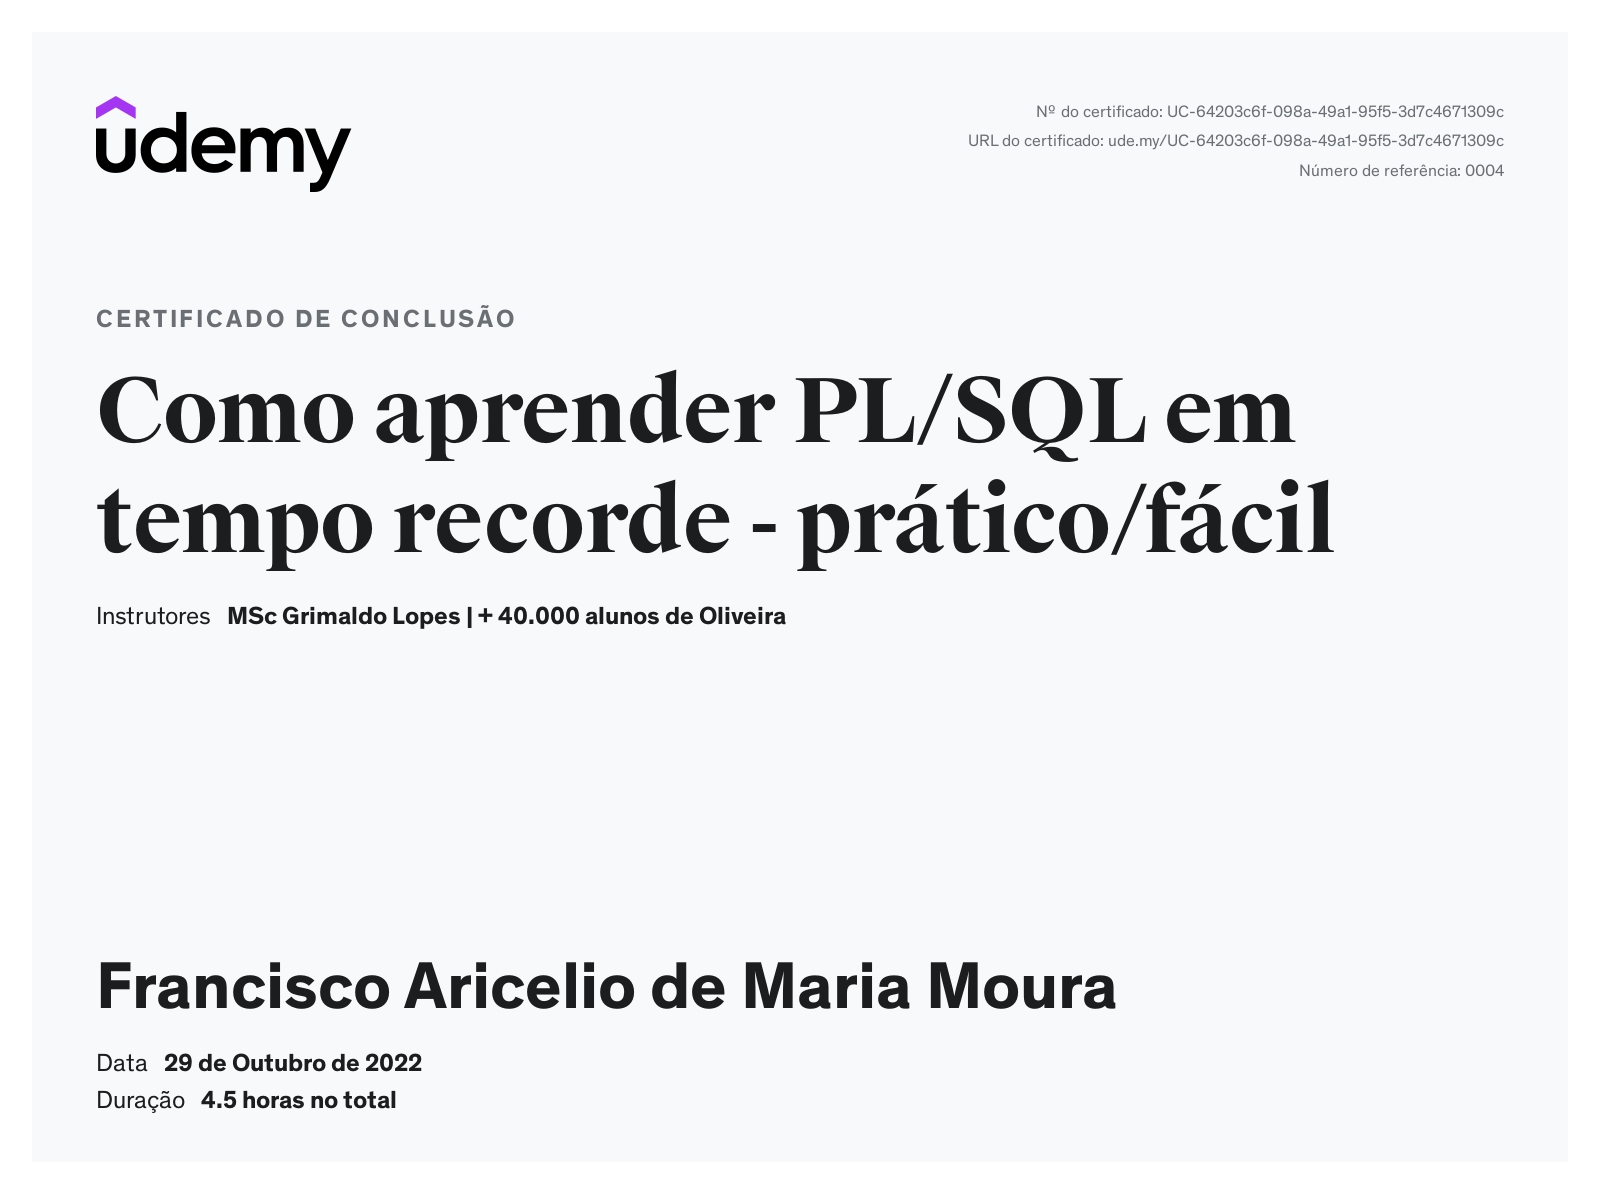 udemy
Nº do certificado: UC-64203c6f-098a-49a1-95f5-3d7c4671309c
URL do certificado: ude.my/UC-64203c6f-098a-49a1-95f5-3d7c4671309c
Número de referência: 0004
CERTIFICADO DE CONCLUSÃO
Como aprender PL/SQL em
tempo recorde - prático/fácil
Instrutores MSc Grimaldo Lopes | + 40.000 alunos de Oliveira
Francisco Aricelio de Maria Moura
Data 29 de Outubro de 2022
Duração 4.5 horas no total